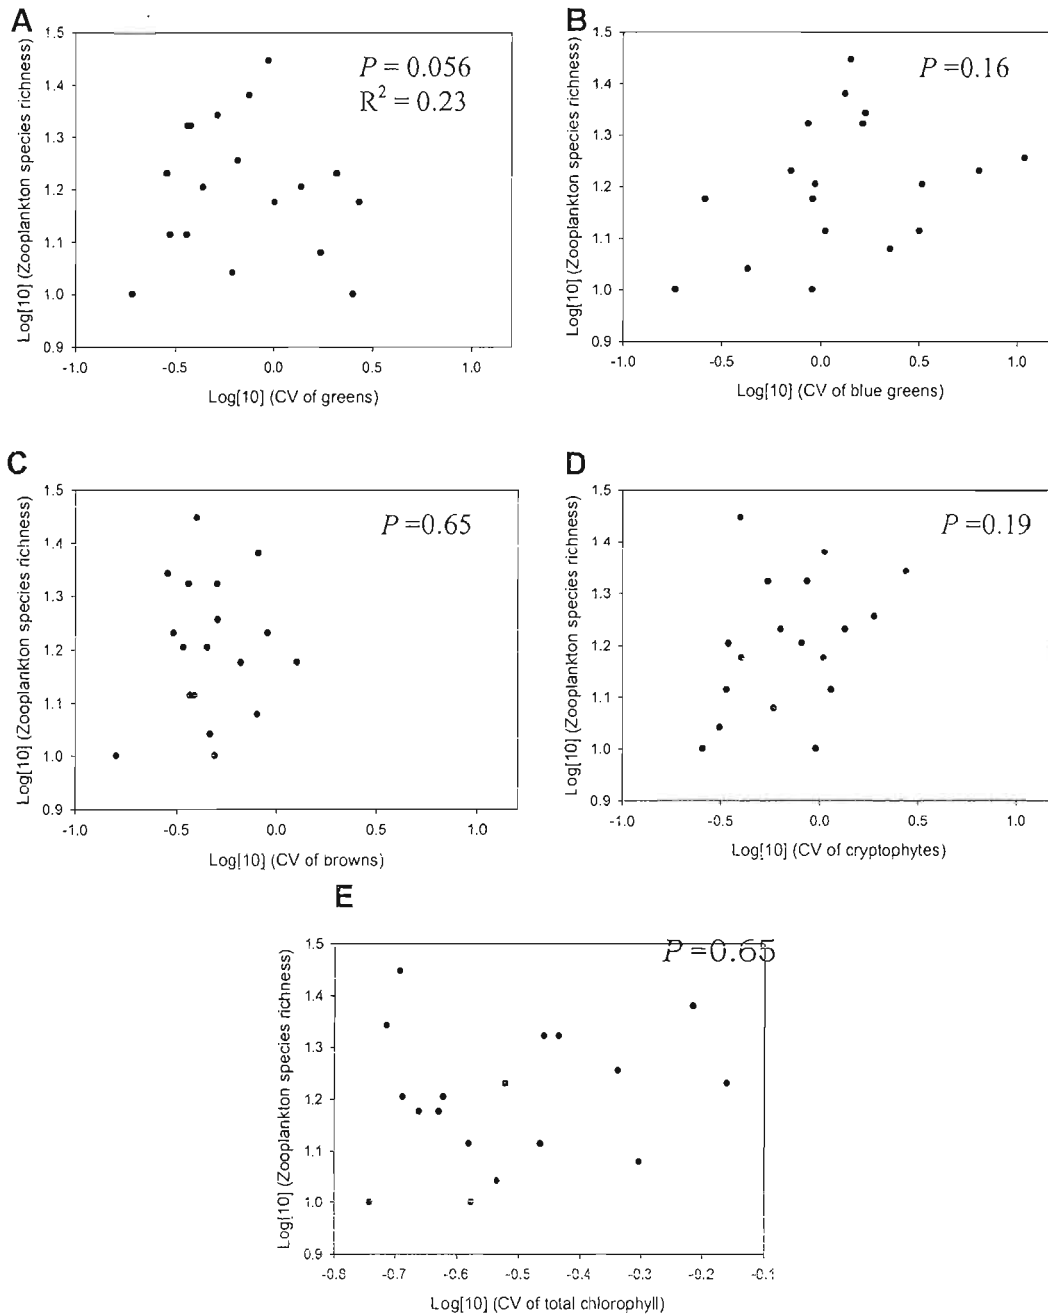 A
Log[10] (Zooplankton species richness)
1.5
1.4
1.3
1.2
1.1
1.0
0.9
P = 0.056
R² = 0.23
-1.0 -0.5 0.0 0.5 1.0
Log[10] (CV of greens)
B
Log[10] (Zooplankton species richness)
1.5
1.4
1.3
1.2
1.1
1.0
0.9
P =0.16
-1.0 -0.5 0.0 0.5 1.0
Log[10] (CV of blue greens)
C
Log[10] (Zooplankton species richness)
1.5
1.4
1.3
1.2
1.1
1.0
0.9
P =0.65
-1.0 -0.5 0.0 0.5 1.0
Log[10] (CV of browns)
D
Log[10] (Zooplankton species richness)
1.5
1.4
1.3
1.2
1.1
1.0
0.9
P =0.19
-1.0 -0.5 0.0 0.5 1.0
Log[10] (CV of cryptophytes)
E
Log[10] (Zooplankton species richness)
1.5
1.4
1.3
1.2
1.1
1.0
0.9
P =0.65
-0.8 -0.7 -0.6 -0.5 -0.4 -0.3 -0.2 -0.1
Log[10] (CV of total chlorophyll)